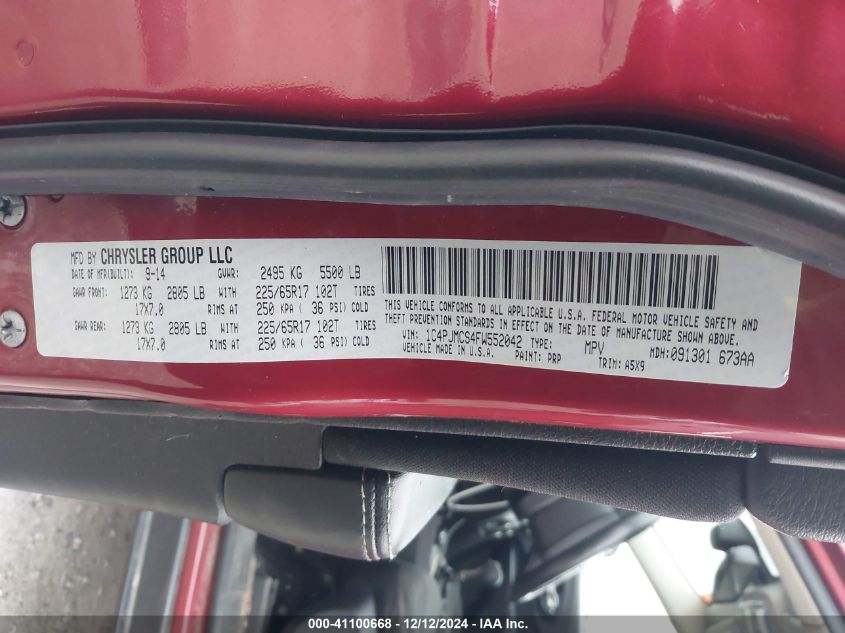 MFD BY CHRYSLER GROUP LLC
DATE OF MFR(BUILT): 9-14 GVWR: 2495 KG 5500 LB
GAWR FRONT: 1273 KG 2805 LB WITH 225/65R17 102T TIRES
17X7.0 RIMS AT 250 KPA ( 36 PSI) COLD
GAWR REAR: 1273 KG 2805 LB WITH 225/65R17 102T TIRES
17X7.0 RIMS AT 250 KPA ( 36 PSI) COLD
THIS VEHICLE CONFORMS TO ALL APPLICABLE U.S.A. FEDERAL MOTOR VEHICLE SAFETY AND
THEFT PREVENTION STANDARDS IN EFFECT ON THE DATE OF MANUFACTURE SHOWN ABOVE.
VIN: 1C4PJMCS4FW552042 TYPE: MPV MDH: 091301 673AA
MADE IN U.S.A. PAINT: PRP TRIM: A5X9
000-41100668 - 12/12/2024 - IAAI.com